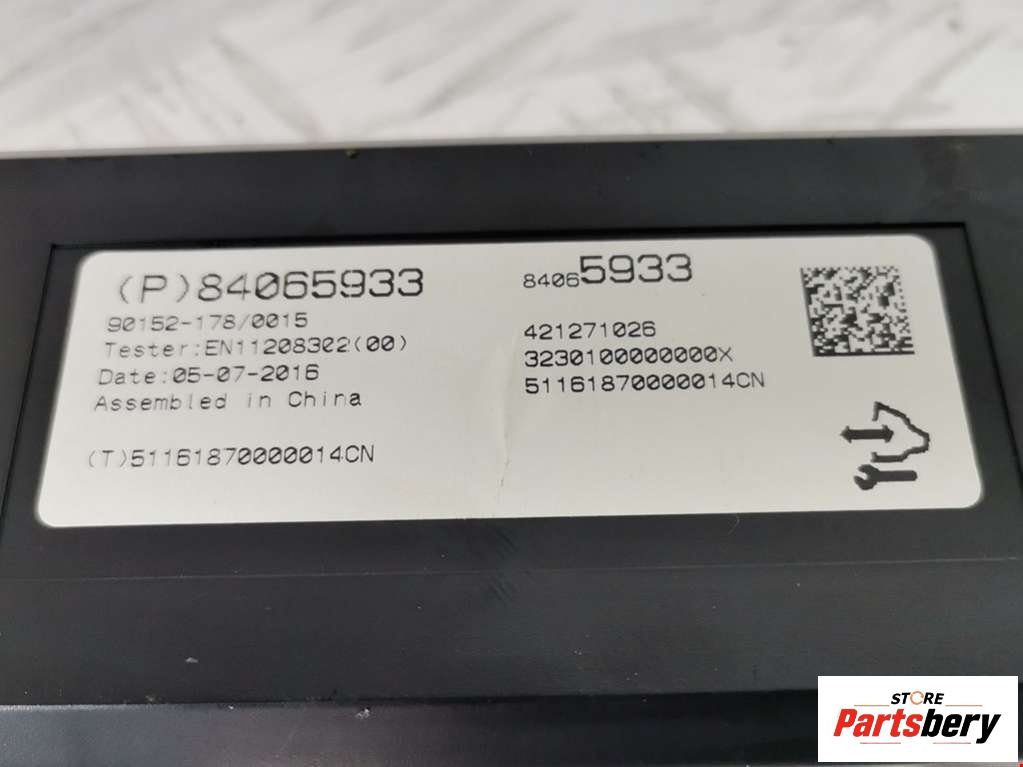 (P)84065933
90152-178/0015
Tester:EN11208302(00)
Date:05-07-2016
Assembled in China
(T)51161870000014CN
84065933
421271026
3230100000000X
51161870000014CN
STORE
Partsbery